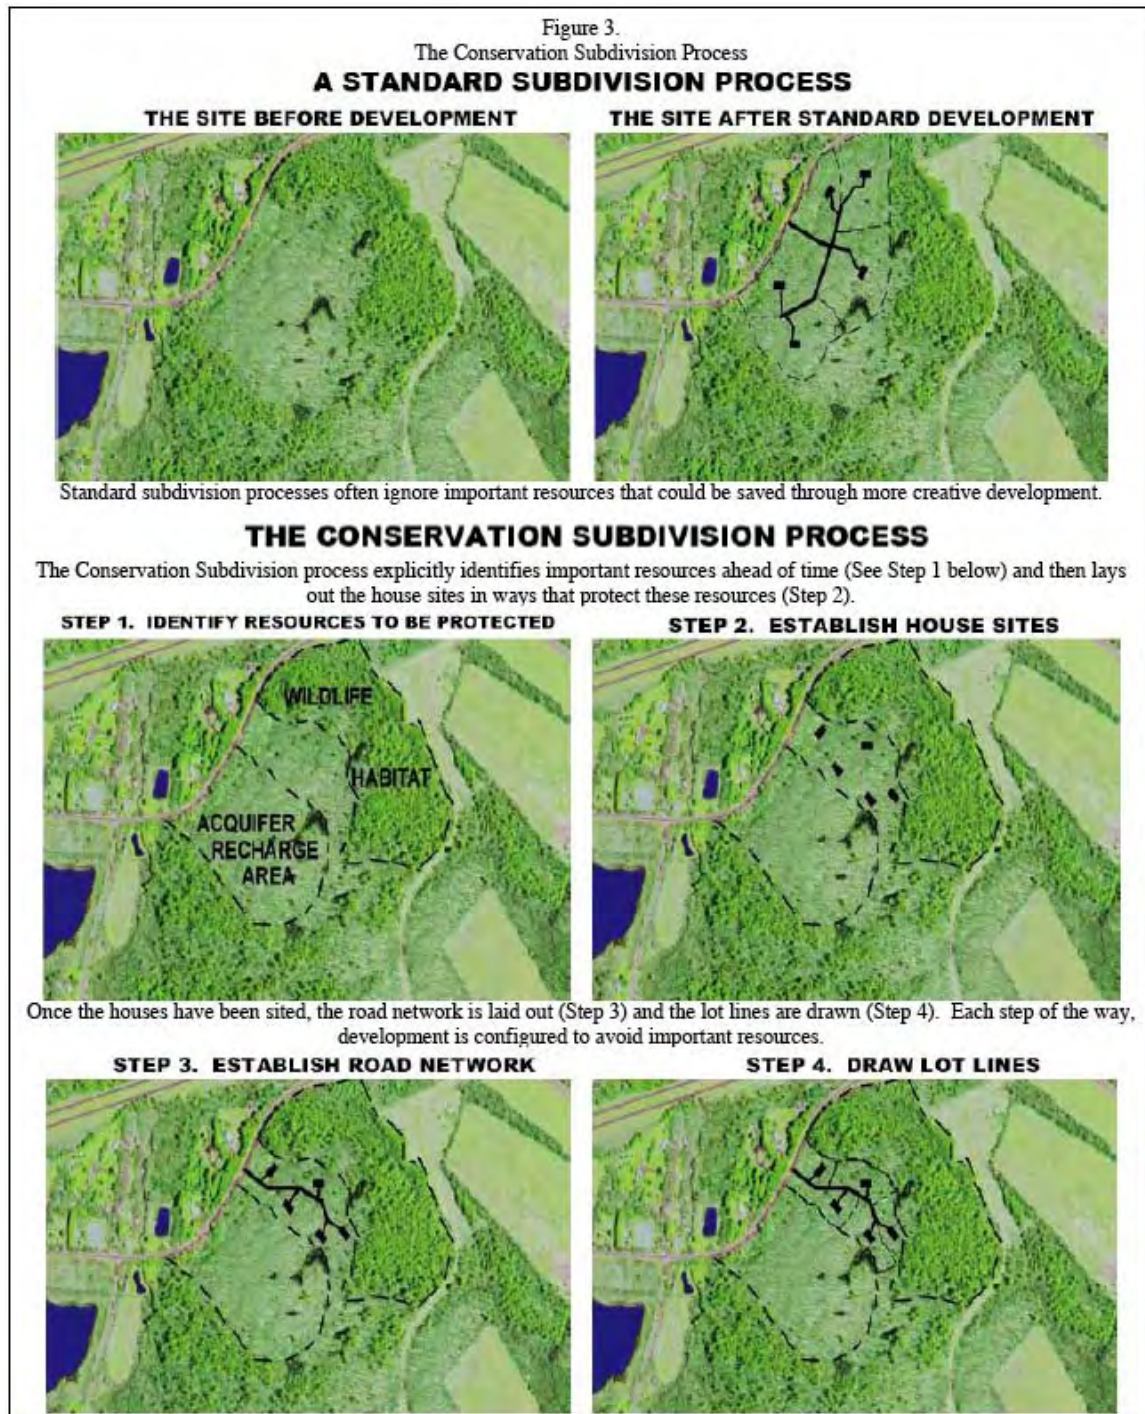 Figure 3.
The Conservation Subdivision Process
A STANDARD SUBDIVISION PROCESS
THE SITE BEFORE DEVELOPMENT
THE SITE AFTER STANDARD DEVELOPMENT
Standard subdivision processes often ignore important resources that could be saved through more creative development.
THE CONSERVATION SUBDIVISION PROCESS
The Conservation Subdivision process explicitly identifies important resources ahead of time (See Step 1 below) and then lays
out the house sites in ways that protect these resources (Step 2).
STEP 1. IDENTIFY RESOURCES TO BE PROTECTED
STEP 2. ESTABLISH HOUSE SITES
WILDLIFE
HABITAT
ACQUIFER
RECHARGE
AREA
Once the houses have been sited, the road network is laid out (Step 3) and the lot lines are drawn (Step 4). Each step of the way,
development is configured to avoid important resources.
STEP 3. ESTABLISH ROAD NETWORK
STEP 4. DRAW LOT LINES